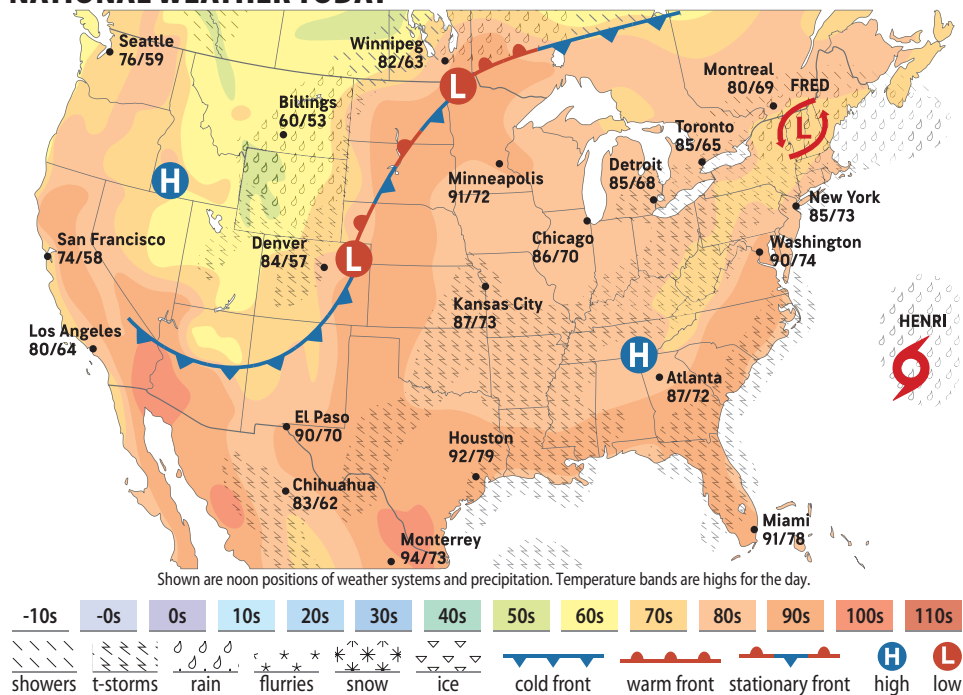 NATIONAL WEATHER TODAY
Seattle
76/59
Winnipeg
82/63
Billings
60/53
Montreal
80/69
FRED
L
L
Toronto
85/65
Detroit
85/68
Minneapolis
91/72
H
New York
85/73
San Francisco
74/58
Denver
84/57
L
Chicago
86/70
Washington
90/74
Kansas City
87/73
Los Angeles
80/64
HENRI
H
Atlanta
87/72
El Paso
90/70
Houston
92/79
Chihuahua
83/62
Miami
91/78
Monterrey
94/73
Shown are noon positions of weather systems and precipitation. Temperature bands are highs for the day.
-10s -0s 0s 10s 20s 30s 40s 50s 60s 70s 80s 90s 100s 110s
H L
showers t-storms rain flurries snow ice cold front warm front stationary front high low